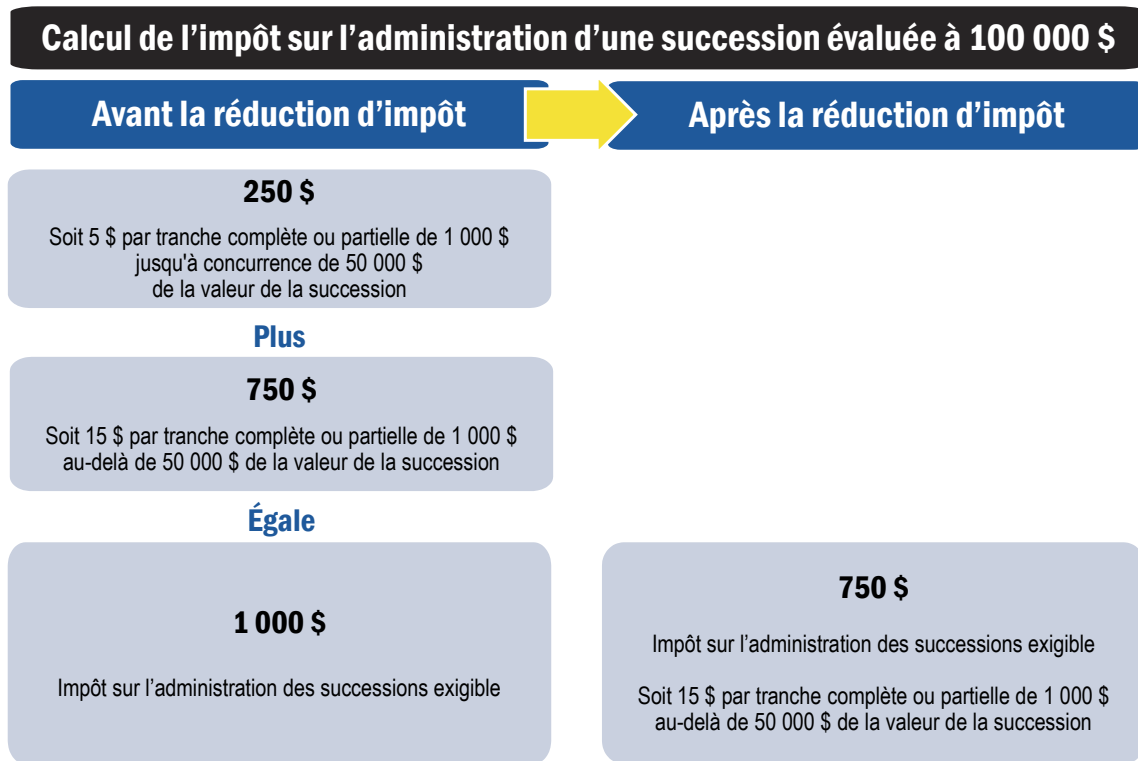 Calcul de l’impôt sur l’administration d’une succession évaluée à 100 000 $
Avant la réduction d’impôt
Après la réduction d’impôt
250 $
Soit 5 $ par tranche complète ou partielle de 1 000 $
jusqu'à concurrence de 50 000 $
de la valeur de la succession
Plus
750 $
Soit 15 $ par tranche complète ou partielle de 1 000 $
au-delà de 50 000 $ de la valeur de la succession
Égale
1 000 $
Impôt sur l’administration des successions exigible
750 $
Impôt sur l’administration des successions exigible
Soit 15 $ par tranche complète ou partielle de 1 000 $
au-delà de 50 000 $ de la valeur de la succession